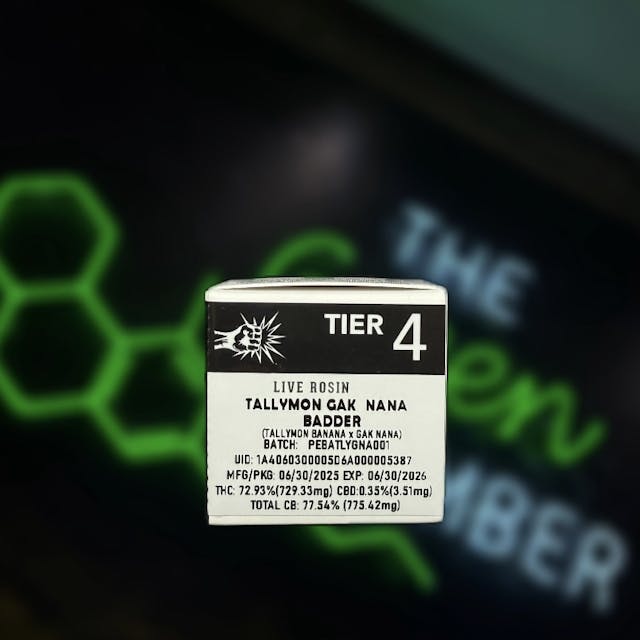 THE
en
MBER
TIER 4
LIVE ROSIN
TALLYMON GAK NANA
BADDER
(TALLYMON BANANA x GAK NANA)
BATCH: PEBATLYGNA001
UID: 1A4060300005D6A000005387
MFG/PKG: 06/30/2025 EXP: 06/30/2026
THC: 72.93%(729.33mg) CBD:0.35%(3.51mg)
TOTAL CB: 77.54% (775.42mg)